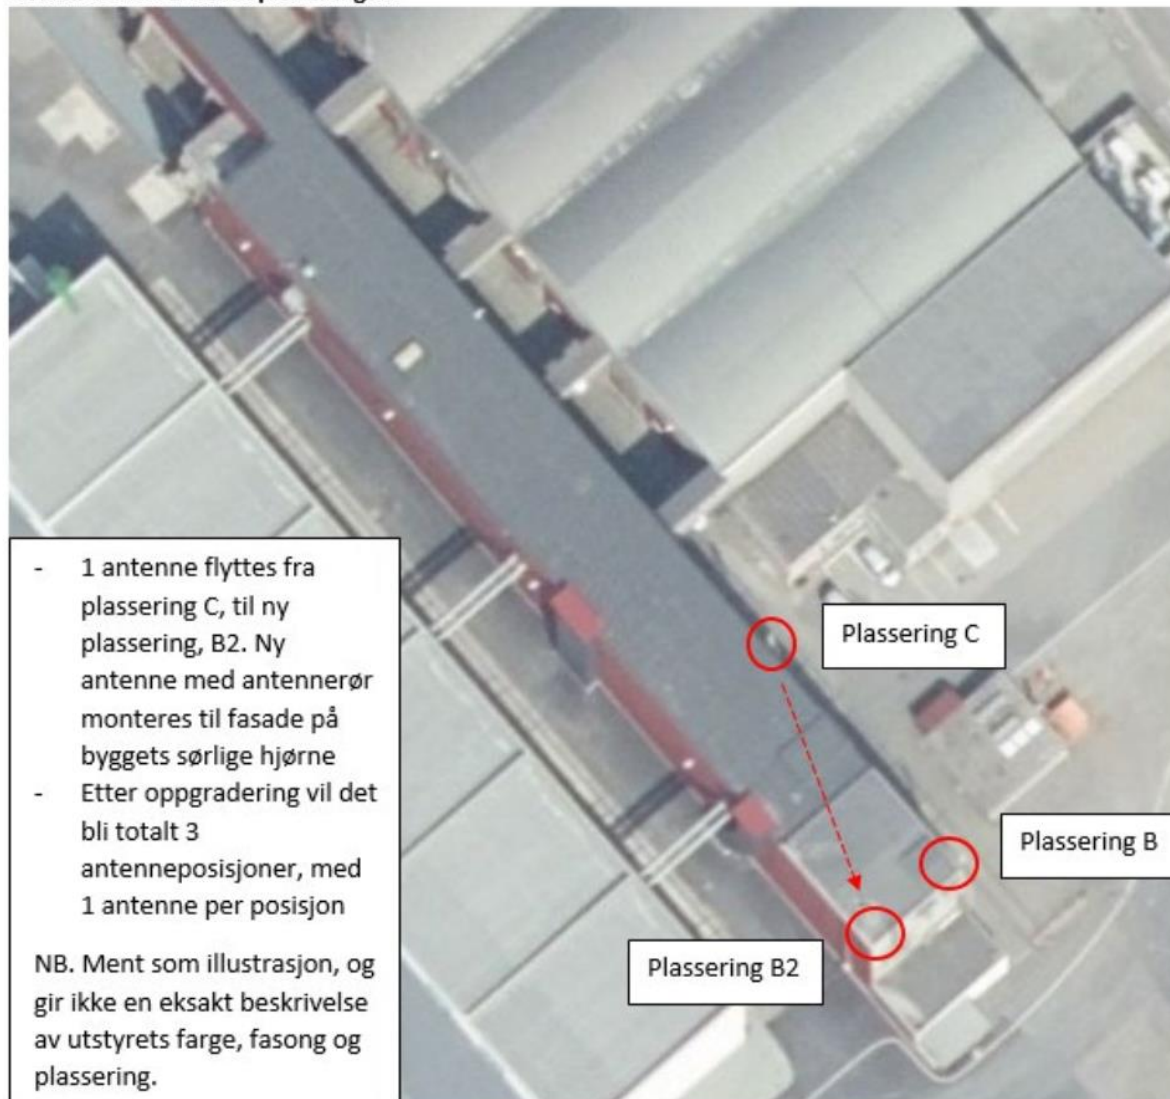 - 1 antenne flyttes fra
plassering C, til ny
plassering, B2. Ny
antenne med antennerør
monteres til fasade på
byggets sørlige hjørne
- Etter oppgradering vil det
bli totalt 3
antenneposisjoner, med
1 antenne per posisjon
NB. Ment som illustrasjon, og
gir ikke en eksakt beskrivelse
av utstyrets farge, fasong og
plassering.
Plassering C
Plassering B
Plassering B2